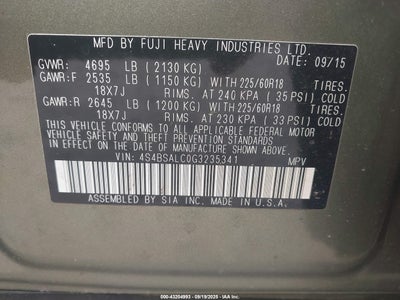 MFD. BY FUJI HEAVY INDUSTRIES LTD.
GVWR: 4695 LB (2130 KG) DATE: 09/15
GAWR:F 2535 LB (1150 KG) WITH 225/60R18 TIRES.
18X7J RIMS. AT 240 KPA (35 PSI) COLD
GAWR:R 2645 LB (1200 KG) WITH 225/60R18 TIRES.
18X7J RIMS. AT 230 KPA (33 PSI) COLD
THIS VEHICLE CONFORMS TO ALL APPLICABLE FEDERAL MOTOR
VEHICLE SAFETY, BUMPER, AND THEFT PREVENTION STANDARDS
IN EFFECT ON THE DATE OF MANUFACTURE SHOWN ABOVE.
VIN: 4S4BSALC0G3235341 MPV
ASSEMBLED BY SIA INC. MADE IN U.S.A.
000-43204993 - 09/19/2025 - IAA Inc.